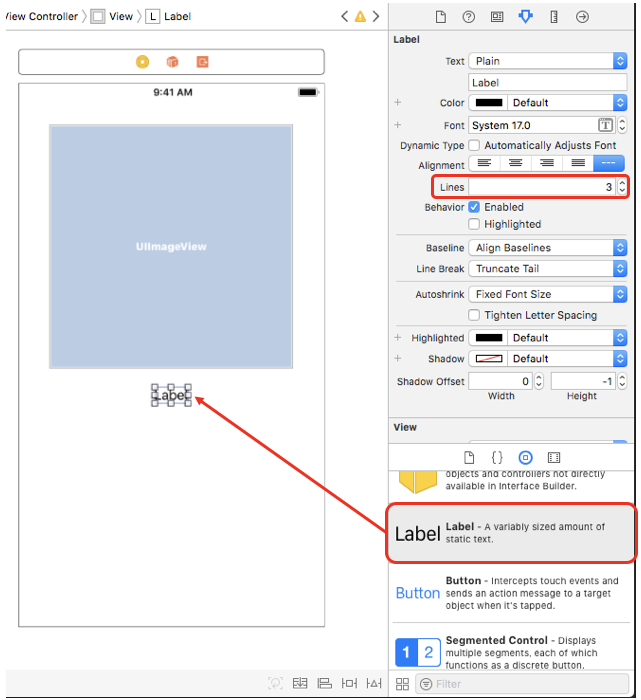 View Controller
View
L
Label
9:41 AM
UIImageView
Label
Label
Text
Plain
Label
Color
Default
Font
System 17.0
T
Dynamic Type
Automatically Adjusts Font
Alignment
Lines
3
Behavior
Enabled
Highlighted
Baseline
Align Baselines
Line Break
Truncate Tail
Autoshrink
Fixed Font Size
Tighten Letter Spacing
Highlighted
Default
Shadow
Default
Shadow Offset
0
-1
Width
Height
View
objects and controllers not directly
available in Interface Builder.
Label
Label - A variably sized amount of
static text.
Button
Button - Intercepts touch events and
sends an action message to a target
object when it's tapped.
1 2
Segmented Control - Displays
multiple segments, each of which
functions as a discrete button.
Filter